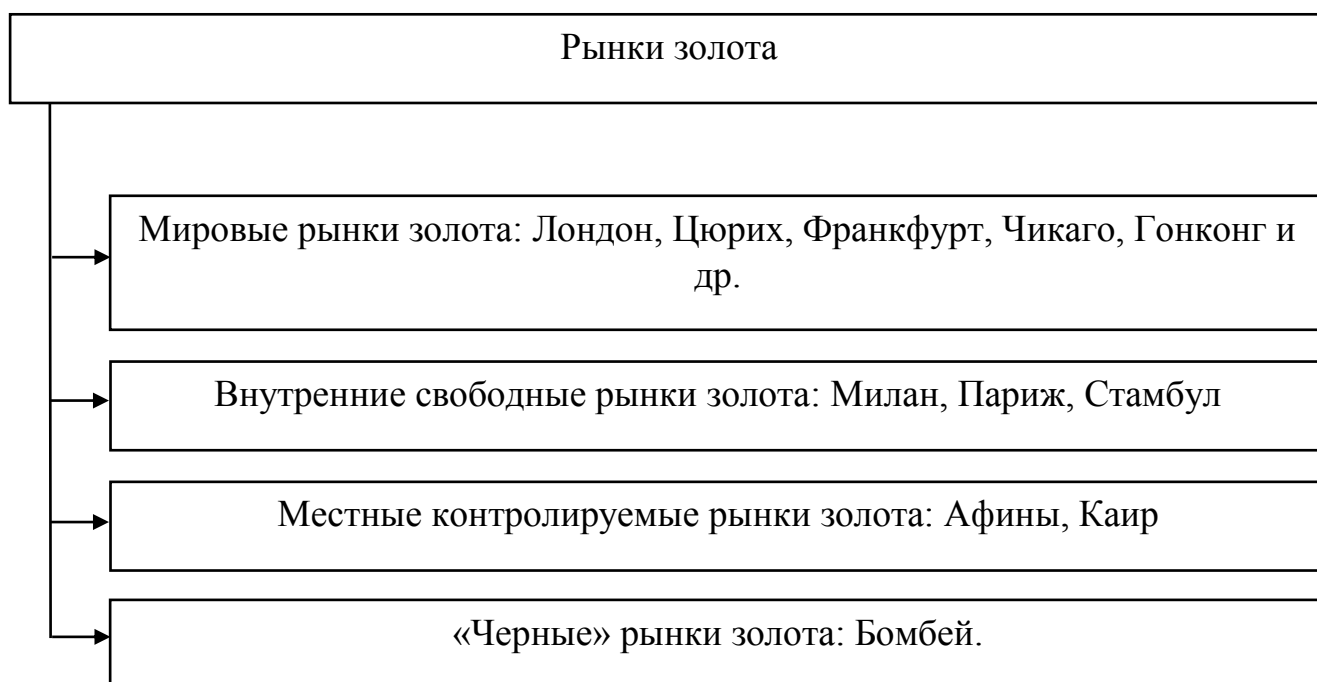 Рынки золота
Мировые рынки золота: Лондон, Цюрих, Франкфурт, Чикаго, Гонконг и
др.
Внутренние свободные рынки золота: Милан, Париж, Стамбул
Местные контролируемые рынки золота: Афины, Каир
«Черные» рынки золота: Бомбей.